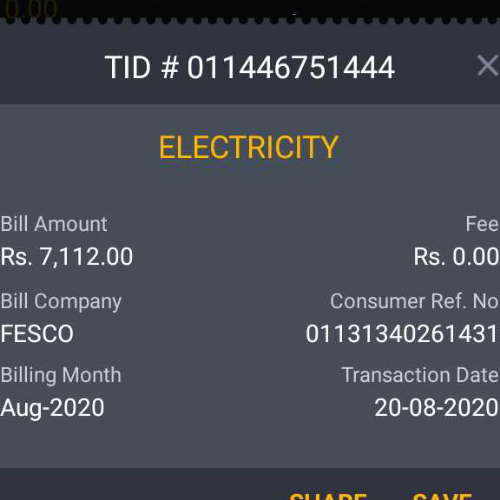 0.00
TID # 011446751444
ELECTRICITY
Bill Amount Fee
Rs. 7,112.00 Rs. 0.00
Bill Company Consumer Ref. No
FESCO 01131340261431
Billing Month Transaction Date
Aug-2020 20-08-2020
SHARE SAVE